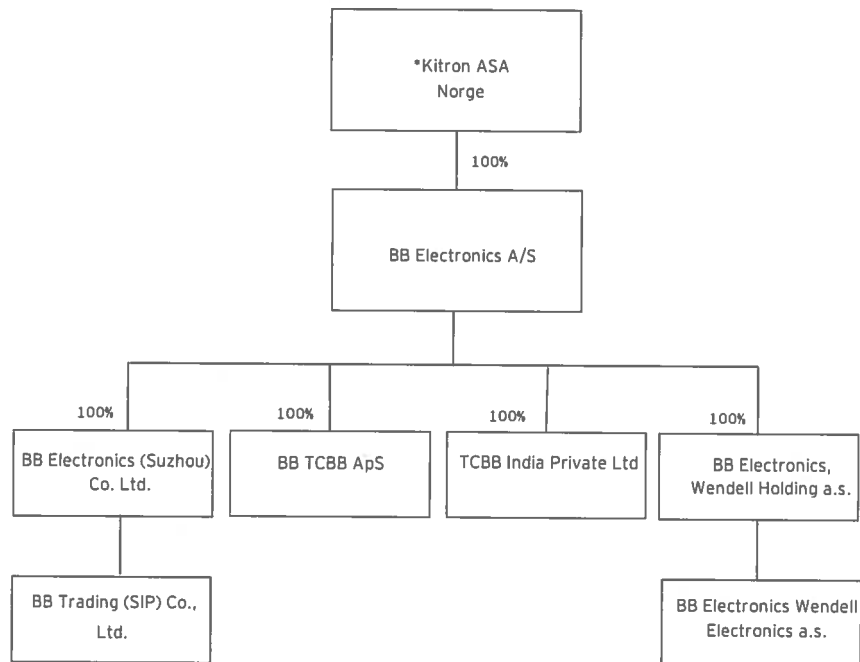 *Kitron ASA
Norge
100%
BB Electronics A/S
100%
100%
100%
100%
BB Electronics (Suzhou)
Co. Ltd.
BB TCBB ApS
TCBB India Private Ltd
BB Electronics,
Wendell Holding a.s.
BB Trading (SIP) Co.,
Ltd.
BB Electronics Wendell
Electronics a.s.